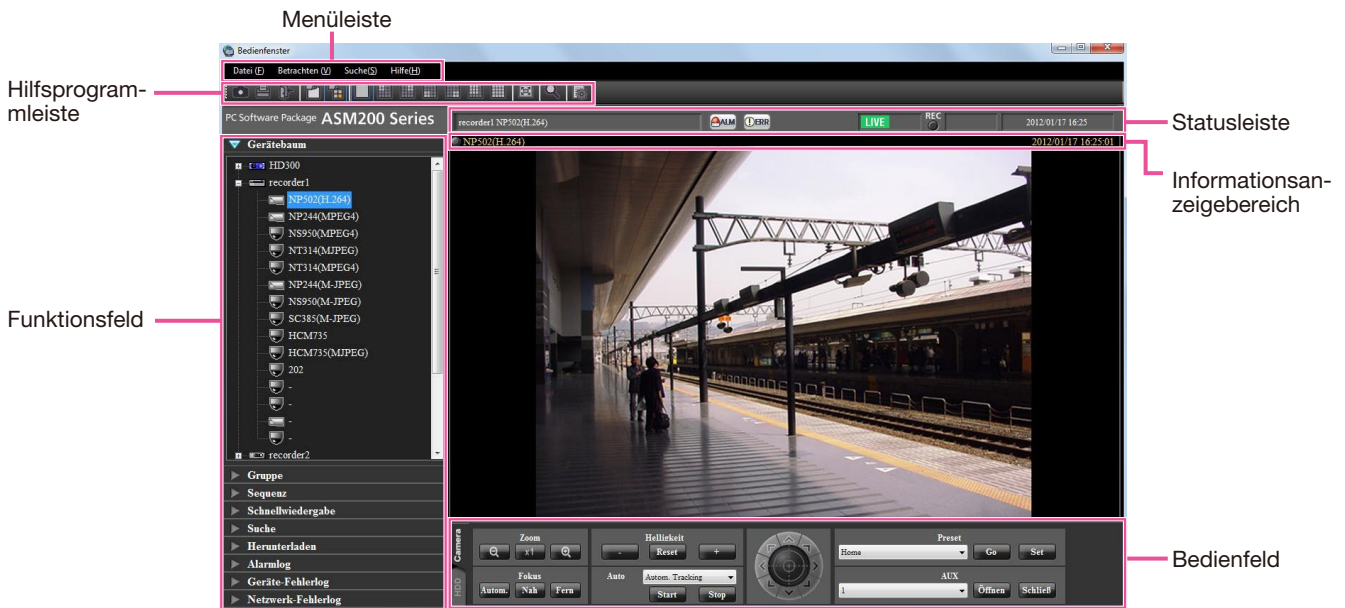 Menüleiste
Bedienfenster
Datei (F) Betrachten (V) Suche(S) Hilfe(H)
Hilfsprogram-
mleiste
PC Software Package ASM200 Series
recorder1 NP502(H.264) ALM ERR LIVE REC 2012/01/17 16:25
Statusleiste
NP502(H.264) 2012/01/17 16:25:01
Informationsan-
zeigebereich
Funktionsfeld
Gerätebaum
HD300
recorder1
NP502(H.264)
NP244(MPEG4)
NS950(MPEG4)
NT314(MJPEG)
NT314(MPEG4)
NP244(M-JPEG)
NS950(M-JPEG)
SC385(M-JPEG)
HCM735
HCM735(MJPEG)
202
-
-
-
-
recorder2
Gruppe
Sequenz
Schnellwiedergabe
Suche
Herunterladen
Alarmlog
Geräte-Fehlerlog
Netzwerk-Fehlerlog
Camera
HDD
Zoom
x1
Fokus
Autom. Nah Fern
Hellirkeit
- Reset +
Auto Autom. Tracking
Start Stop
Preset
Home Go Set
AUX
1 Öffnen Schließ
Bedienfeld